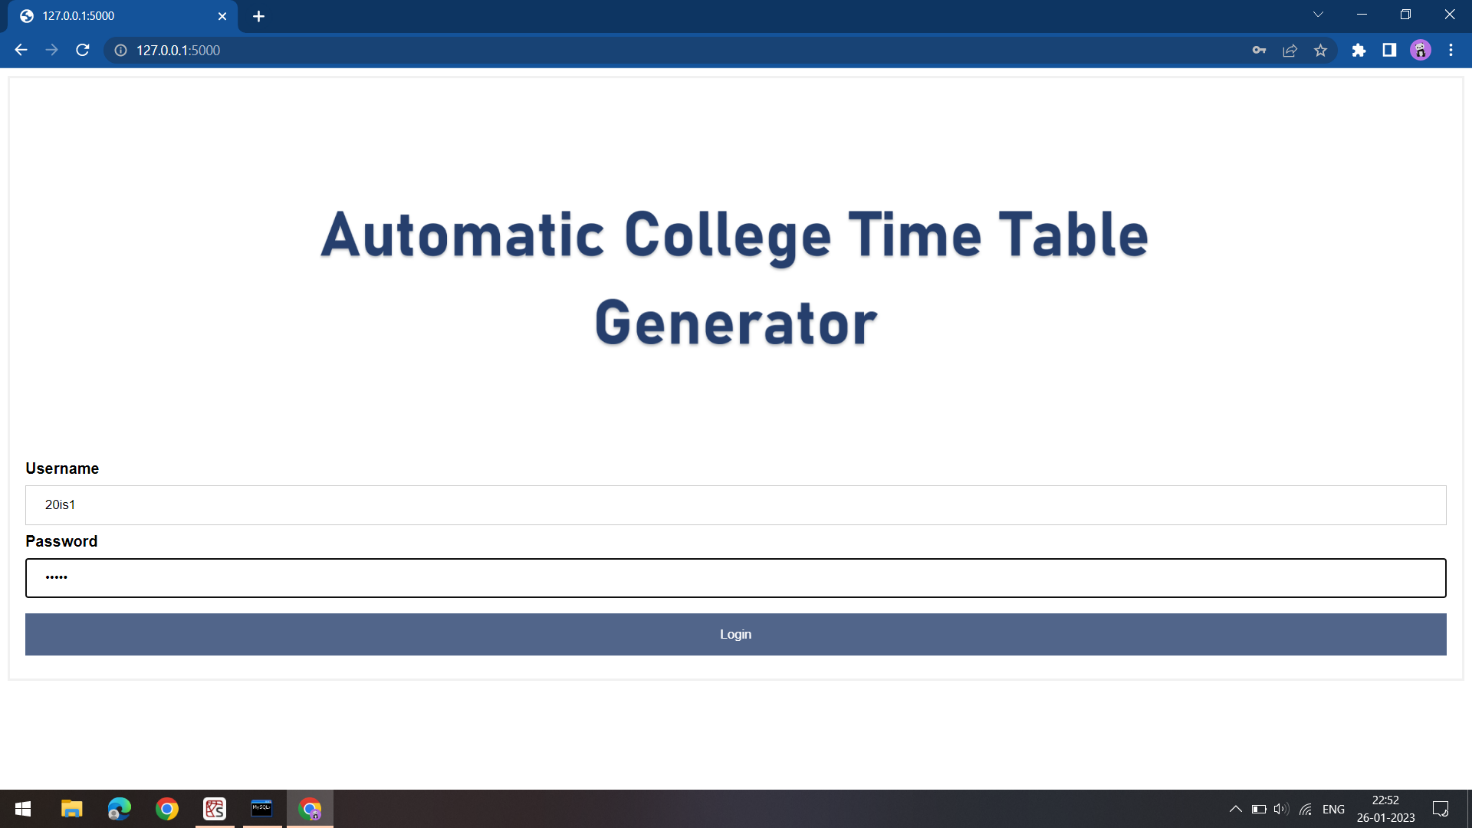 127.0.0.1:5000
127.0.0.1:5000
Automatic College Time Table
Generator
Username
20is1
Password
•••••
Login
ENG
22:52
26-01-2023